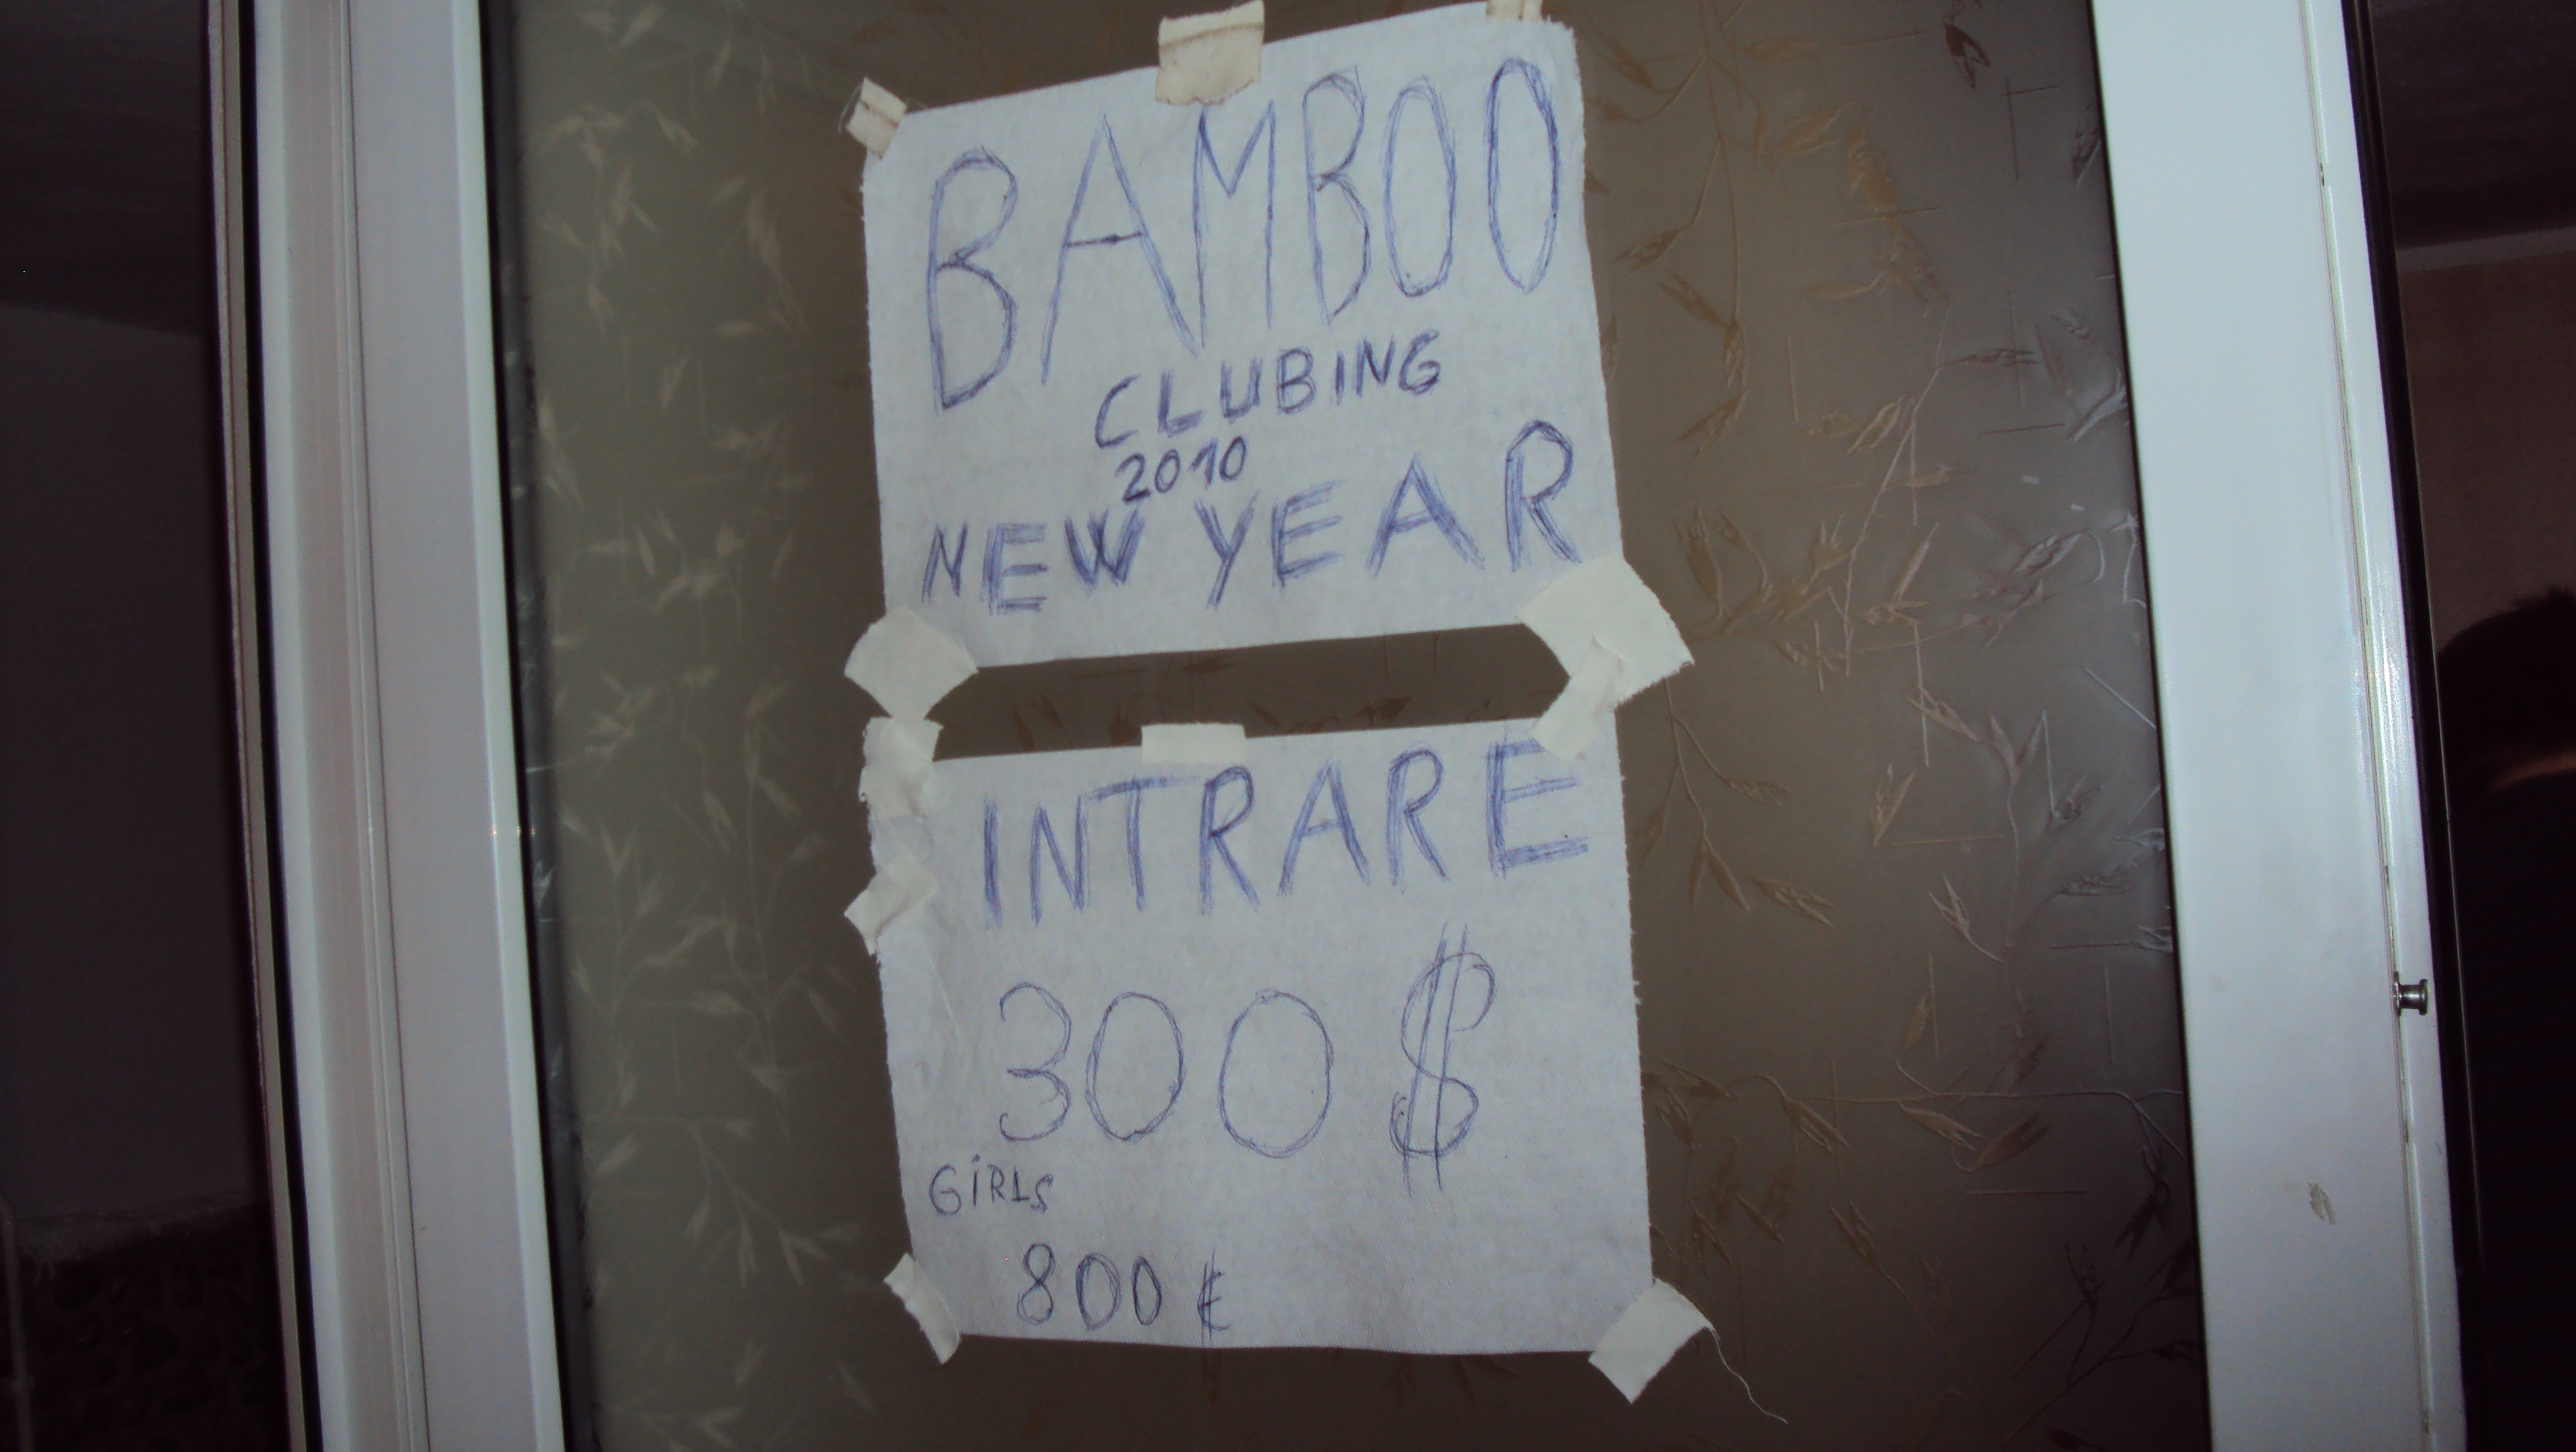 BAMBOO
CLUBING
2010
NEW YEAR
INTRARE
300 $
GiRLS
800 €